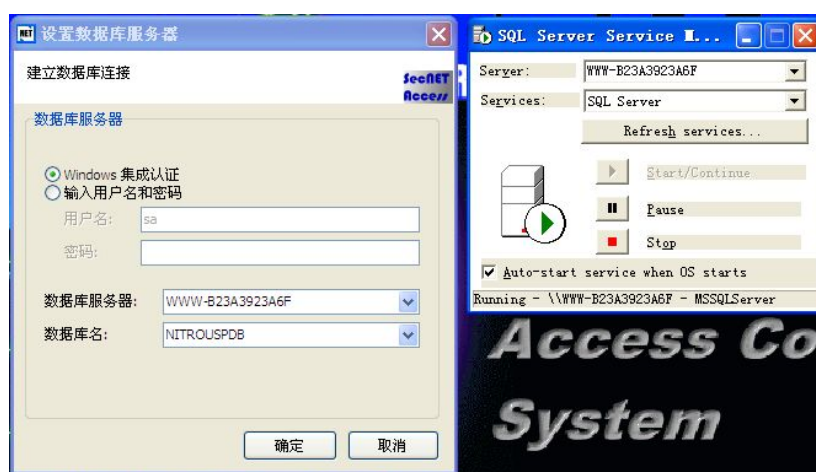 设置数据库服务器
建立数据库连接
SecNET
Access
数据库服务器
Windows 集成认证
输入用户名和密码
用户名: sa
密码:
数据库服务器: WWW-B23A3923A6F
数据库名: NITROUSPDB
确定 取消
SQL Server Service M...
Server: WWW-B23A3923A6F
Services: SQL Server
Refresh services...
Start/Continue
Pause
Stop
Auto-start service when OS starts
Running - \\WWW-B23A3923A6F - MSSQLServer
Access Co
System